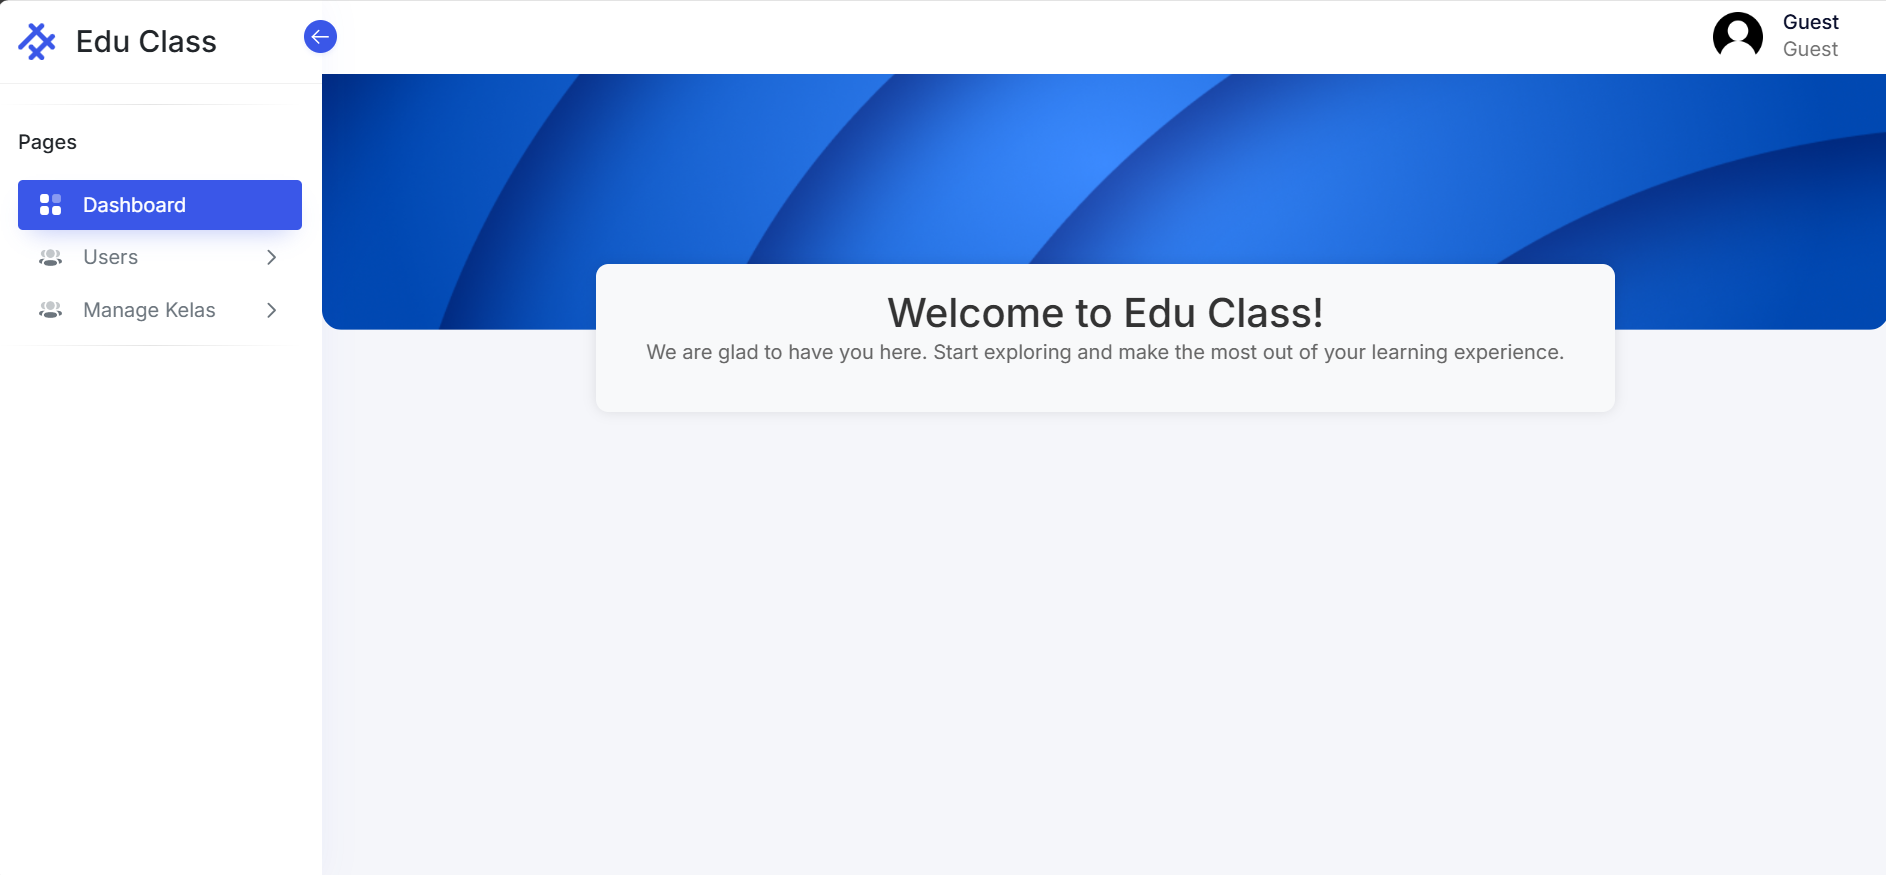 Edu Class
Guest
Guest
Pages
Dashboard
Users
Manage Kelas
Welcome to Edu Class!
We are glad to have you here. Start exploring and make the most out of your learning experience.